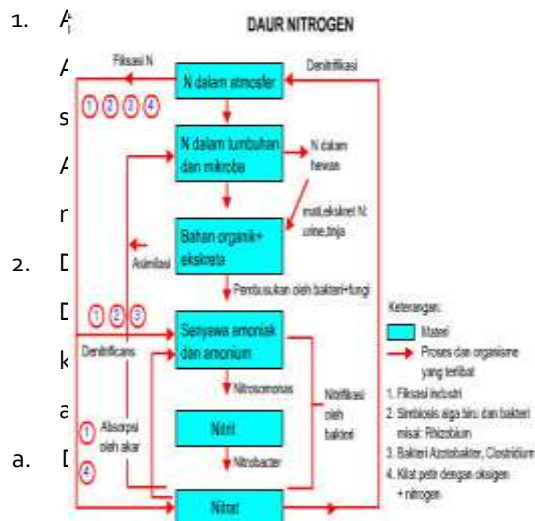 1. A
DAUR NITROGEN
Fiksasi N
Denitrifikasi
N dalam atmosfer
A
1 2 3 4
s
N dalam tumbuhan
dan mikroba
N dalam
hewan
A
r
mati,ekskret N:
urine,tinja
Bahan organik+
ekskreta
2. D
Asimilasi
Pembusukan oleh bakteri+fungi
D
1 2 3
Senyawa amoniak
dan amonium
Denitrificans
k
Nitrosomonas
Nitrifikasi
oleh
bakteri
a
Nitrit
1 Absorpsi
oleh akar
Nitrobacter
a. D
4
Nitrat
Keterangan:
Materi
Proses dan organisme
yang terlibat
1. Fiksasi industri
2. Simbiosis alga biru dan bakteri
misal: Rhizobium
3. Bakteri Azotobakter, Clostridium
4. Kilat petir dengan oksigen
+ nitrogen